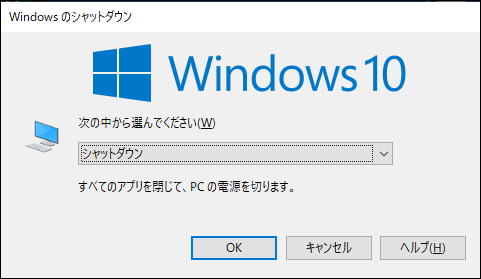 Windows のシャットダウン
Windows 10
次の中から選んでください(W)
シャットダウン
すべてのアプリを閉じて、PC の電源を切ります。
OK
キャンセル
ヘルプ(H)